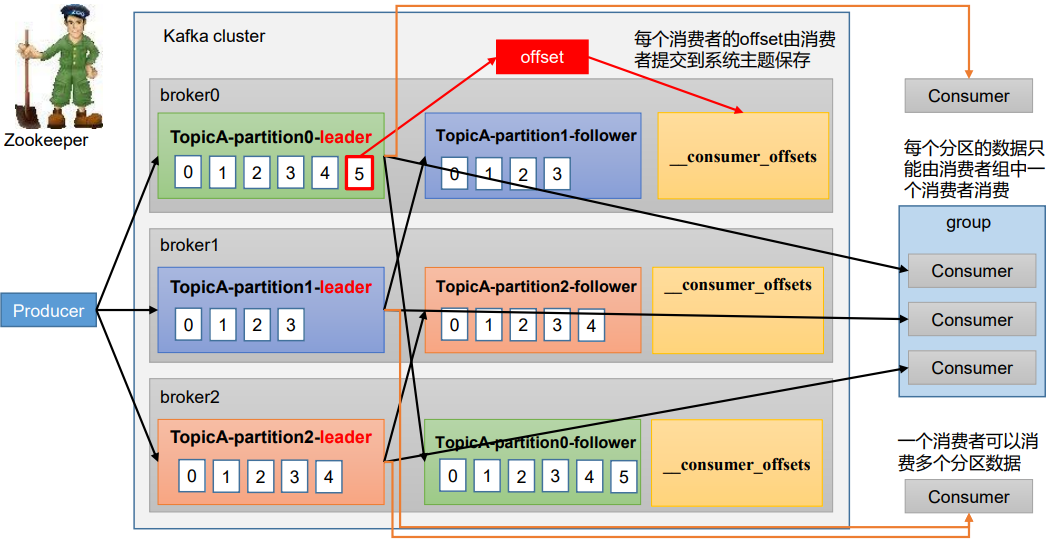 ZOO
Zookeeper
Kafka cluster
offset
每个消费者的offset由消费
者提交到系统主题保存
Consumer
broker0
TopicA-partition0-leader
0 1 2 3 4 5
TopicA-partition1-follower
0 1 2 3
__consumer_offsets
每个分区的数据只
能由消费者组中一
个消费者消费
group
Consumer
Consumer
Consumer
broker1
Producer
TopicA-partition1-leader
0 1 2 3
TopicA-partition2-follower
0 1 2 3 4
__consumer_offsets
broker2
TopicA-partition2-leader
0 1 2 3 4
TopicA-partition0-follower
0 1 2 3 4 5
__consumer_offsets
一个消费者可以消
费多个分区数据
Consumer